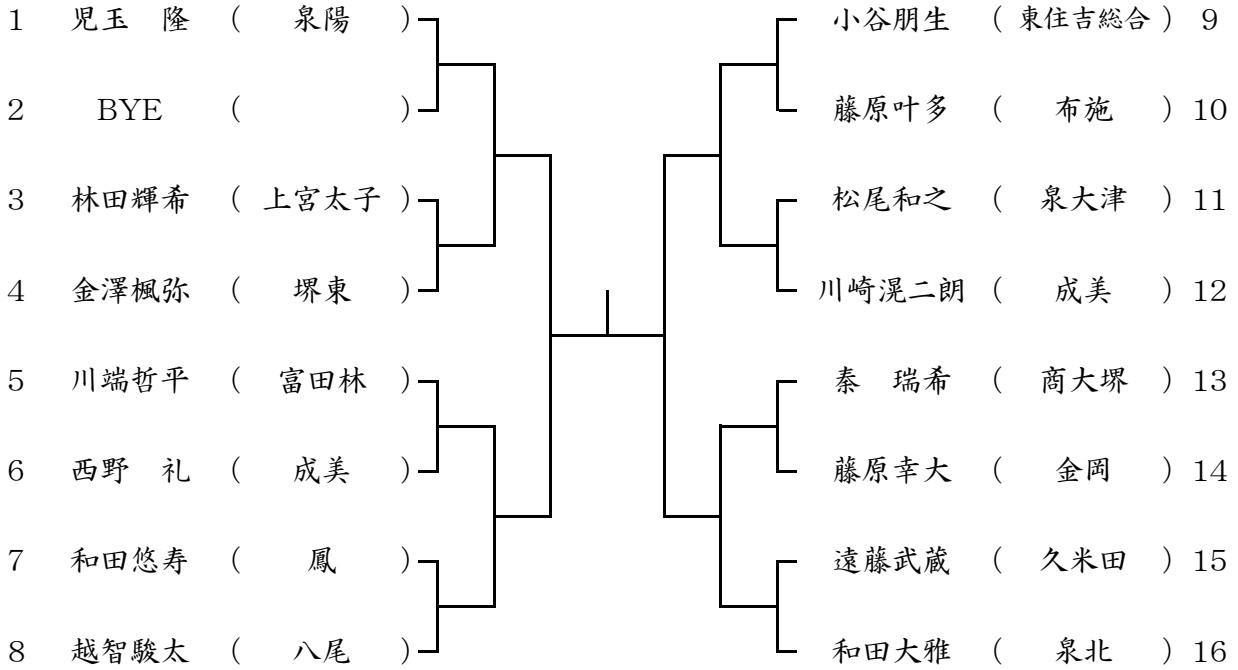 1 児玉 隆 ( 泉陽 ) 小谷朋生 ( 東住吉総合 ) 9
2 BYE ( ) 藤原叶多 ( 布施 ) 10
3 林田輝希 ( 上宮太子 ) 松尾和之 ( 泉大津 ) 11
4 金澤楓弥 ( 堺東 ) 川崎滉二朗 ( 成美 ) 12
5 川端哲平 ( 富田林 ) 秦 瑞希 ( 商大堺 ) 13
6 西野 礼 ( 成美 ) 藤原幸大 ( 金岡 ) 14
7 和田悠寿 ( 鳳 ) 遠藤武蔵 ( 久米田 ) 15
8 越智駿太 ( 八尾 ) 和田大雅 ( 泉北 ) 16